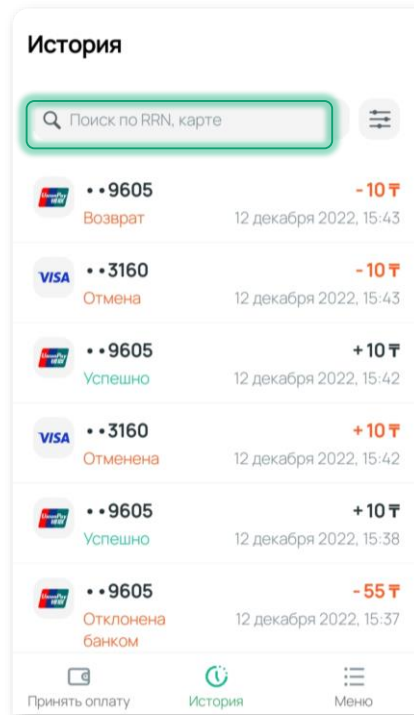 История
Поиск по RRN, карте
••9605 -10 ₸
Возврат 12 декабря 2022, 15:43
VISA ••3160 -10 ₸
Отмена 12 декабря 2022, 15:43
••9605 +10 ₸
Успешно 12 декабря 2022, 15:42
VISA ••3160 +10 ₸
Отменена 12 декабря 2022, 15:42
••9605 +10 ₸
Успешно 12 декабря 2022, 15:38
••9605 -55 ₸
Отклонена 12 декабря 2022, 15:37
банком
Принять оплату История Меню